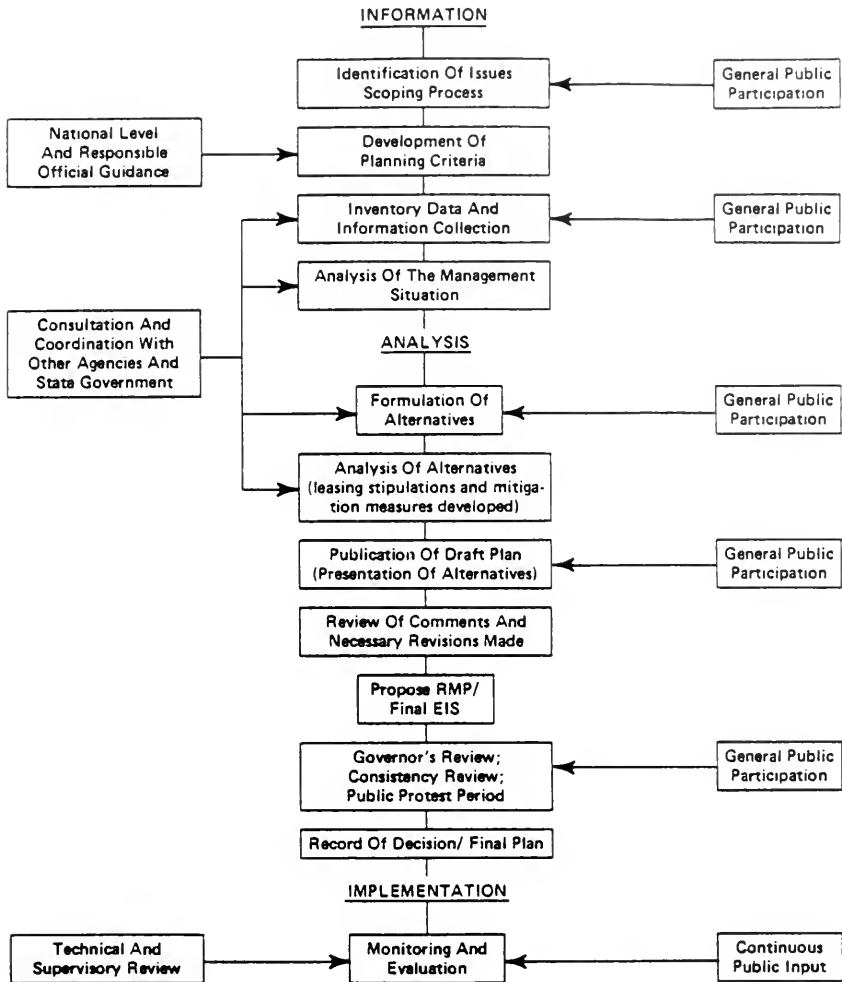 INFORMATION
Identification Of Issues
Scoping Process
General Public
Participation
National Level
And Responsible
Official Guidance
Development Of
Planning Criteria
Inventory Data And
Information Collection
General Public
Participation
Analysis Of The Management
Situation
Consultation And
Coordination With
Other Agencies And
State Government
ANALYSIS
Formulation Of
Alternatives
General Public
Participation
Analysis Of Alternatives
(leasing stipulations and mitiga-
tion measures developed)
Publication Of Draft Plan
(Presentation Of Alternatives)
General Public
Participation
Review Of Comments And
Necessary Revisions Made
Propose RMP/
Final EIS
Governor's Review;
Consistency Review;
Public Protest Period
General Public
Participation
Record Of Decision/ Final Plan
IMPLEMENTATION
Technical And
Supervisory Review
Monitoring And
Evaluation
Continuous
Public Input